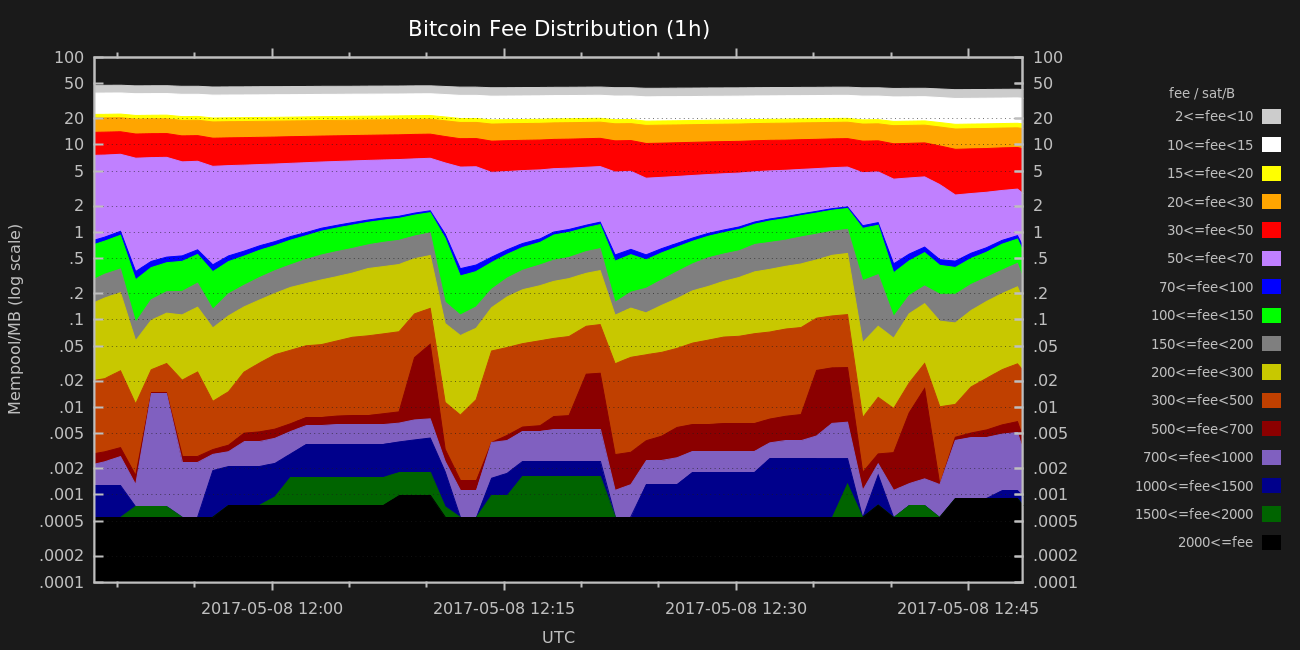 Bitcoin Fee Distribution (1h)
Mempool/MB (log scale)
100
50
20
10
5
2
1
.5
.2
.1
.05
.02
.01
.005
.002
.001
.0005
.0002
.0001
100
50
20
10
5
2
1
.5
.2
.1
.05
.02
.01
.005
.002
.001
.0005
.0002
.0001
2017-05-08 12:00
2017-05-08 12:15
2017-05-08 12:30
2017-05-08 12:45
UTC
fee / sat/B
2<=fee<10
10<=fee<15
15<=fee<20
20<=fee<30
30<=fee<50
50<=fee<70
70<=fee<100
100<=fee<150
150<=fee<200
200<=fee<300
300<=fee<500
500<=fee<700
700<=fee<1000
1000<=fee<1500
1500<=fee<2000
2000<=fee